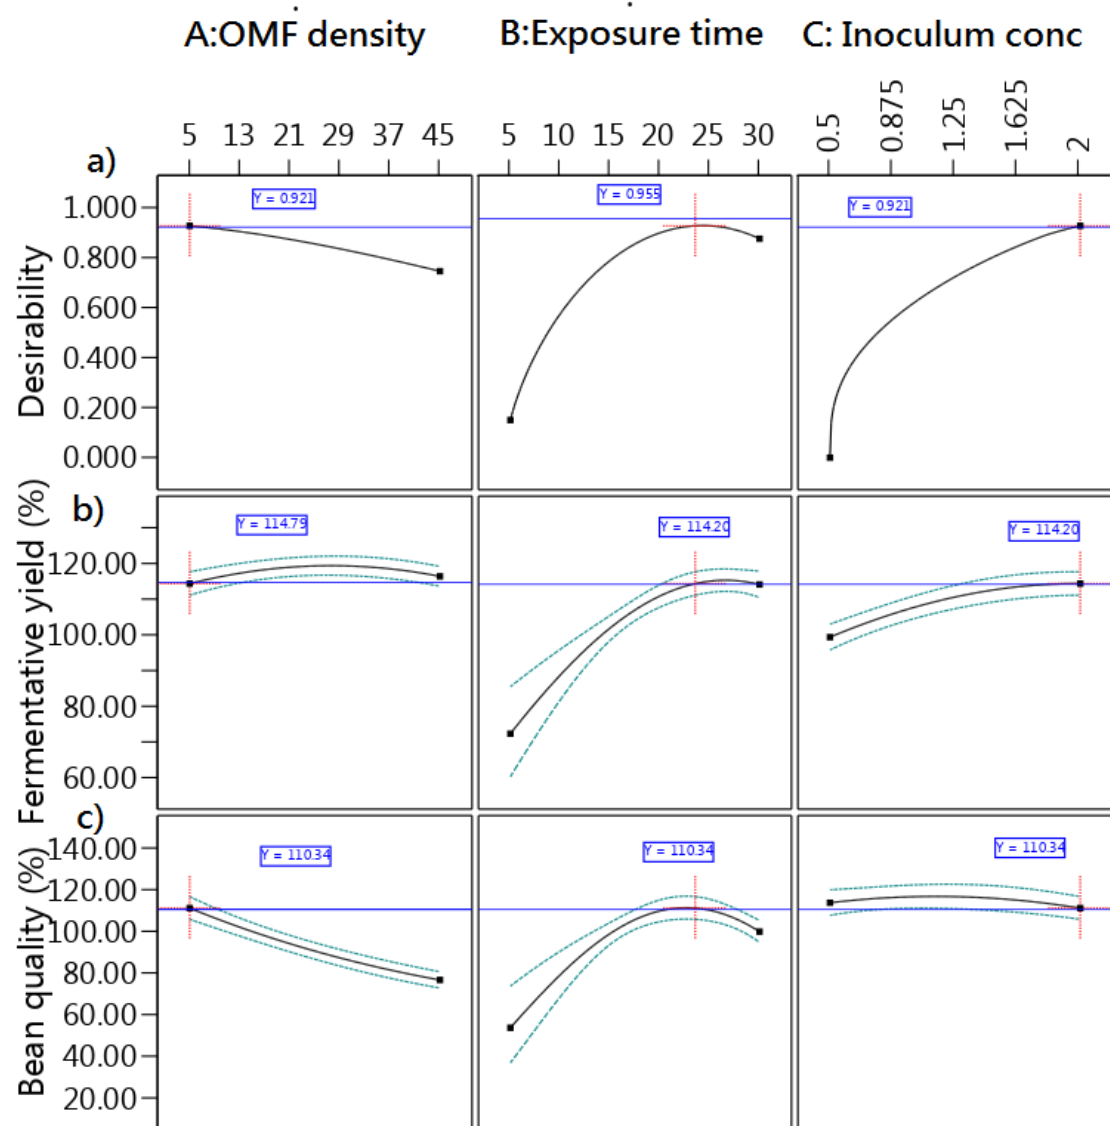 A:OMF density B:Exposure time C: Inoculum conc
5 13 21 29 37 45 5 10 15 20 25 30 0.5 0.875 1.25 1.625 2
a)
Desirability
1.000
0.800
0.600
0.400
0.200
0.000
Y = 0.921 Y = 0.955 Y = 0.921
b)
Fermentative yield (%)
120.00
100.00
80.00
60.00
Y = 114.79 Y = 114.20 Y = 114.20
c)
Bean quality (%)
140.00
120.00
100.00
80.00
60.00
40.00
20.00
Y = 110.34 Y = 110.34 Y = 110.34